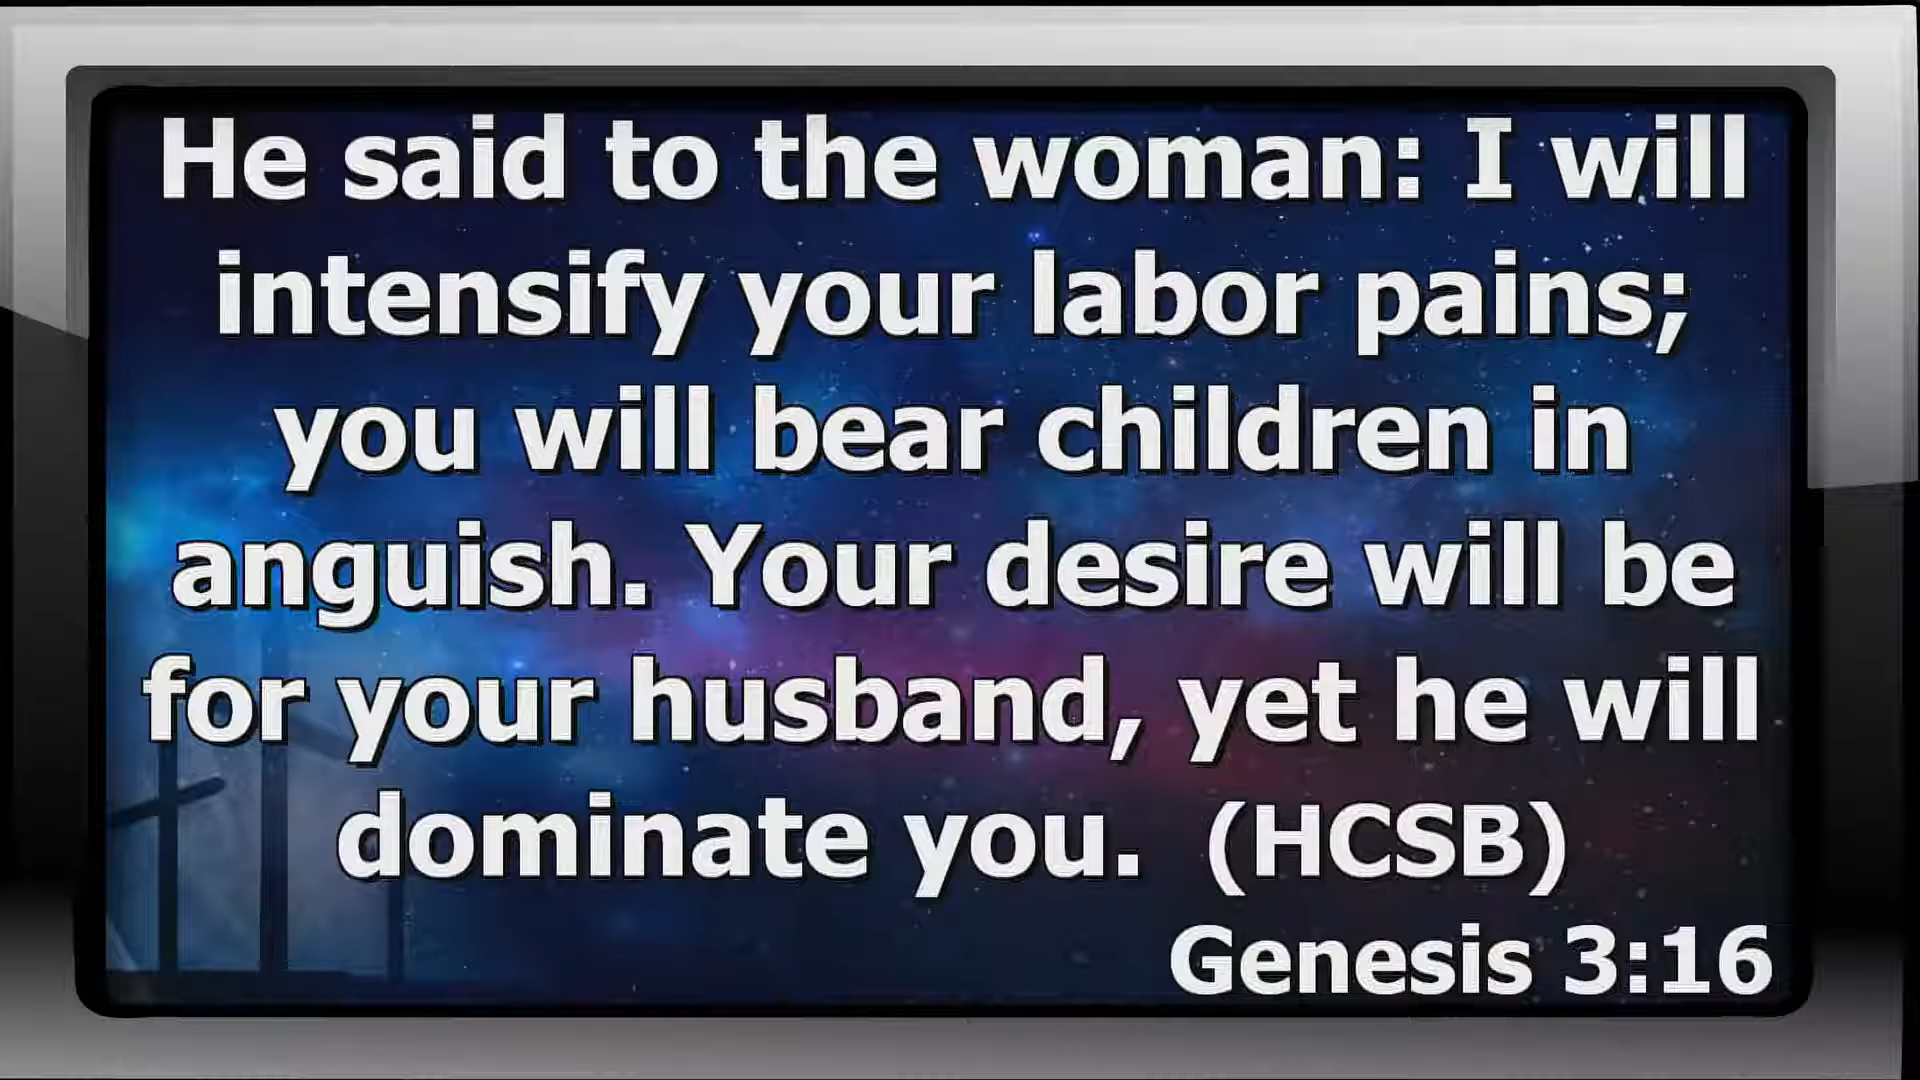 He said to the woman: I will
intensify your labor pains;
you will bear children in
anguish. Your desire will be
for your husband, yet he will
dominate you. (HCSB)
Genesis 3:16